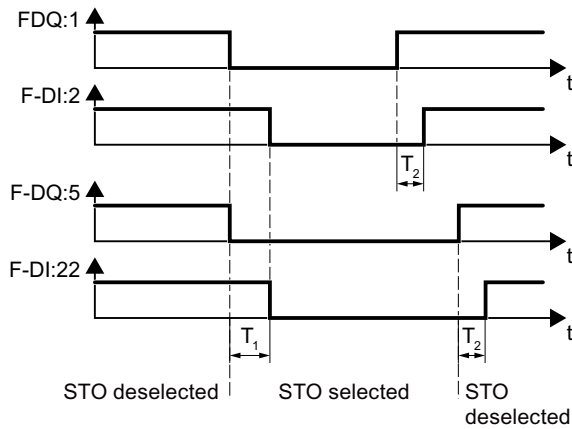 FDQ:1
t
F-DI:2
t
T2
F-DQ:5
t
F-DI:22
t
T1
T2
STO deselected
STO selected
STO
deselected